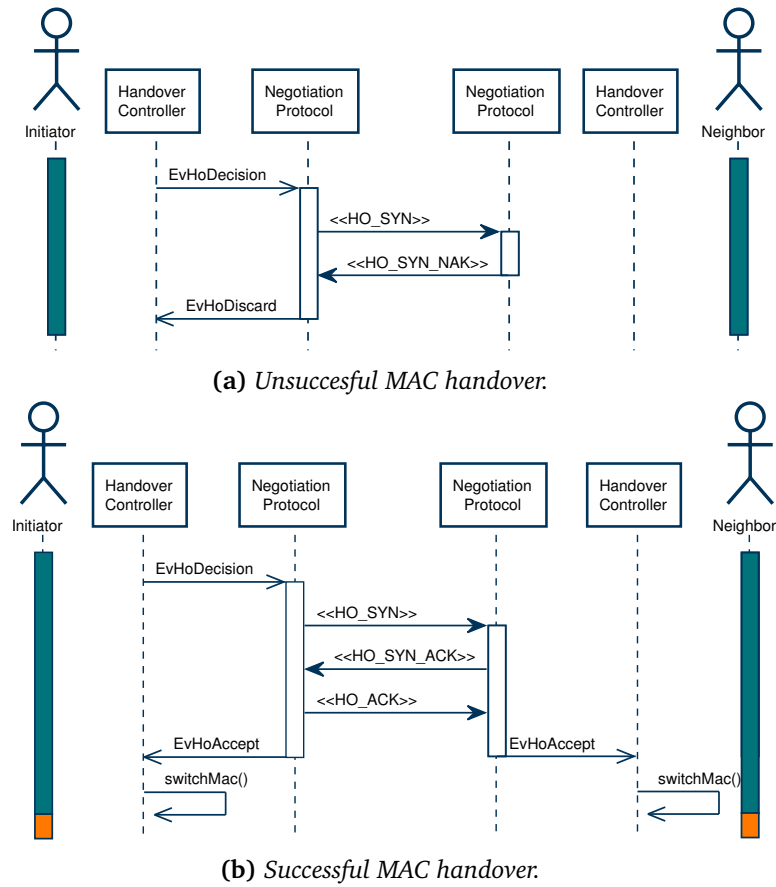 Initiator
Handover
Controller
Negotiation
Protocol
Negotiation
Protocol
Handover
Controller
Neighbor
EvHoDecision
<<HO_SYN>>
<<HO_SYN_NAK>>
EvHoDiscard
(a) Unsuccesful MAC handover.
Initiator
Handover
Controller
Negotiation
Protocol
Negotiation
Protocol
Handover
Controller
Neighbor
EvHoDecision
<<HO_SYN>>
<<HO_SYN_ACK>>
<<HO_ACK>>
EvHoAccept
EvHoAccept
switchMac()
switchMac()
(b) Successful MAC handover.